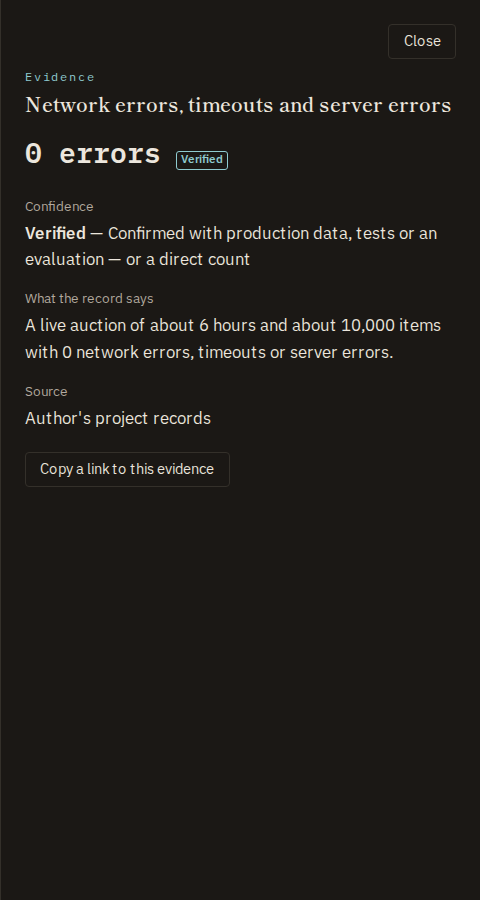 Close
Evidence
Network errors, timeouts and server errors
0 errors Verified
Confidence
Verified — Confirmed with production data, tests or an
evaluation — or a direct count
What the record says
A live auction of about 6 hours and about 10,000 items
with 0 network errors, timeouts or server errors.
Source
Author's project records
Copy a link to this evidence